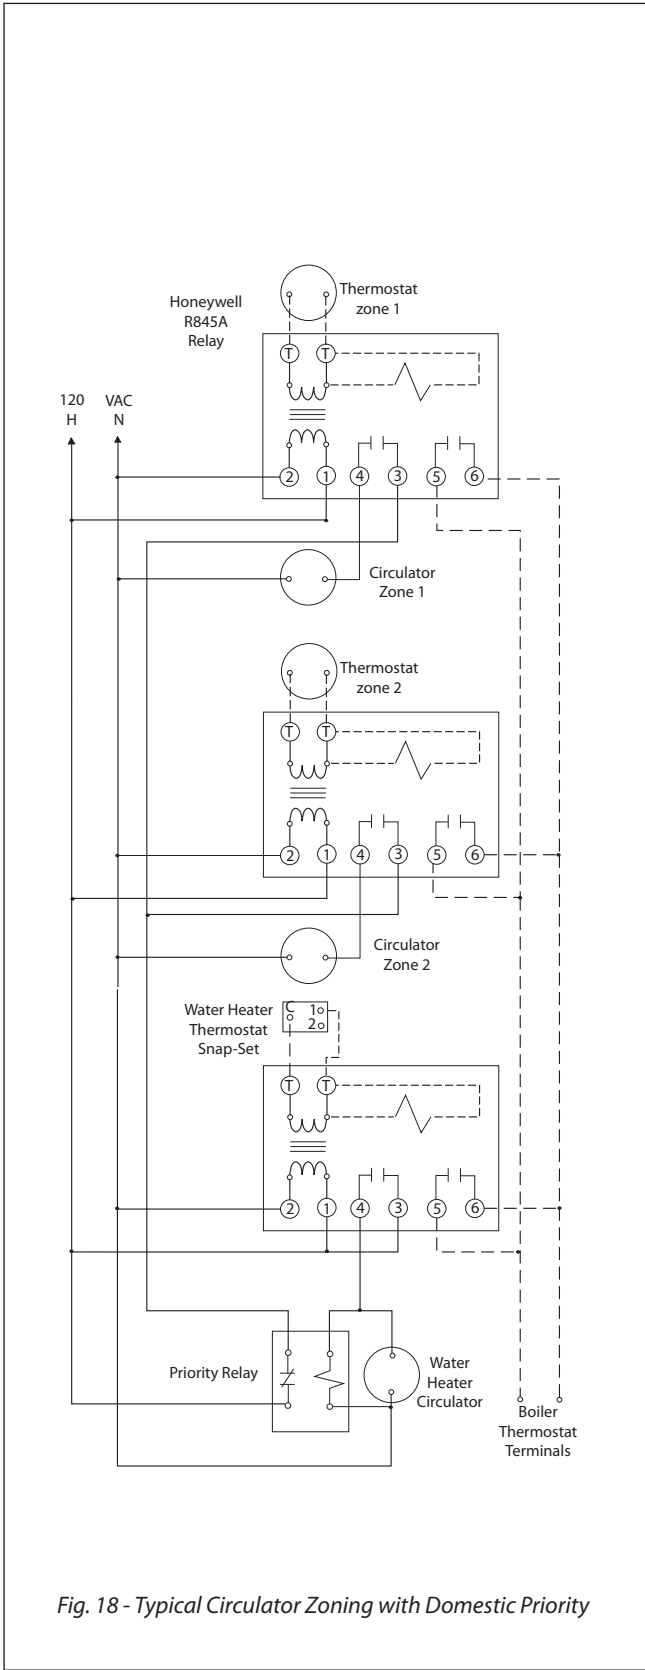 Thermostat
zone 1
Honeywell
R845A
Relay
T T
120 VAC
H N
2 1 4 3 5 6
Circulator
Zone 1
Thermostat
zone 2
T T
2 1 4 3 5 6
Circulator
Zone 2
Water Heater
Thermostat
Snap-Set
C 1
2
T T
2 1 4 3 5 6
Priority Relay
Water
Heater
Circulator
Boiler
Thermostat
Terminals
Fig. 18 - Typical Circulator Zoning with Domestic Priority